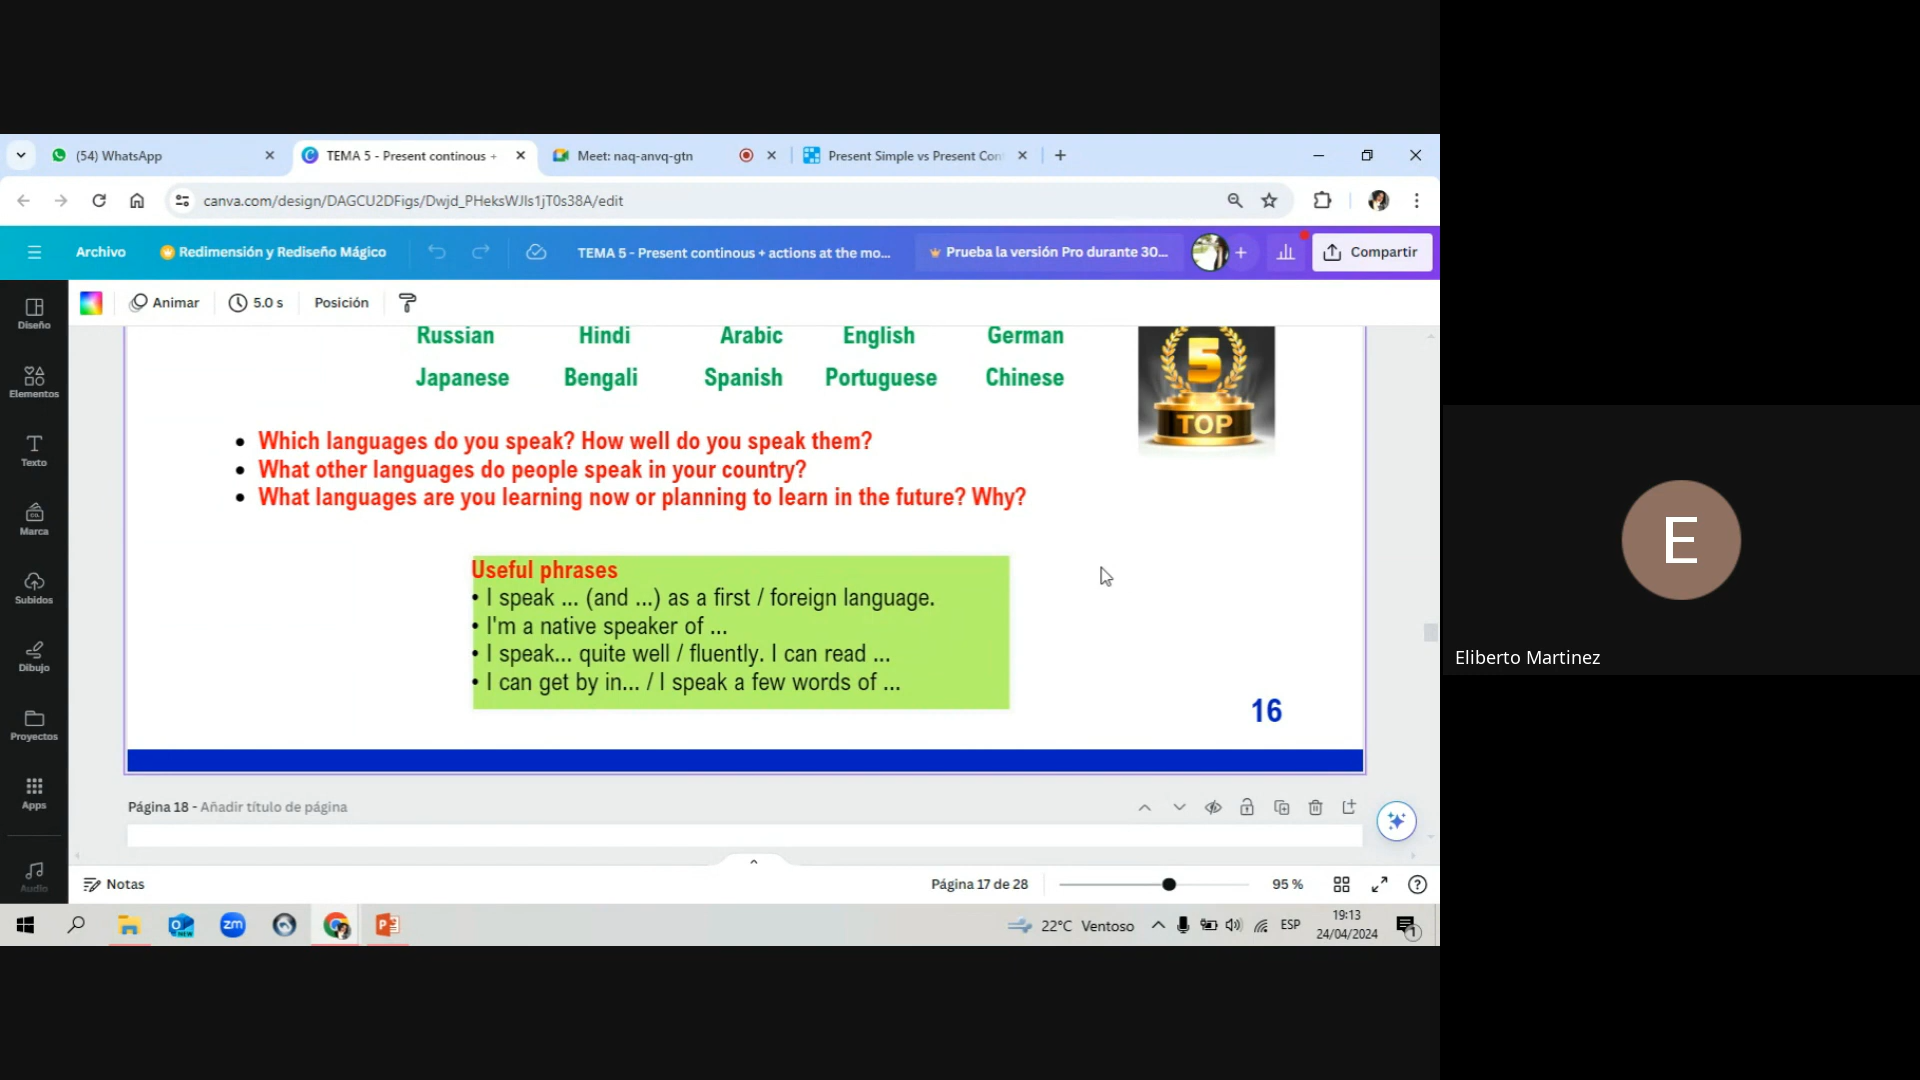 (54) WhatsApp
TEMA 5 - Present continous +
Meet: naq-anvq-gtn
Present Simple vs Present Con
canva.com/design/DAGCU2DFigs/Dwjd_PHeksWJIs1jT0s38A/edit
Archivo
Redimensión y Rediseño Mágico
TEMA 5 - Present continous + actions at the mo...
Prueba la versión Pro durante 30...
Compartir
Animar
5.0 s
Posición
Diseño
Elementos
Texto
Marca
Subidos
Dibujo
Proyectos
Apps
Audio
Russian Hindi Arabic English German
Japanese Bengali Spanish Portuguese Chinese
5
TOP
• Which languages do you speak? How well do you speak them?
• What other languages do people speak in your country?
• What languages are you learning now or planning to learn in the future? Why?
Useful phrases
• I speak ... (and ...) as a first / foreign language.
• I'm a native speaker of ...
• I speak... quite well / fluently. I can read ...
• I can get by in... / I speak a few words of ...
16
Página 18 - Añadir título de página
Notas
Página 17 de 28
95 %
22°C Ventoso
ESP
19:13
24/04/2024
1
E
Eliberto Martinez